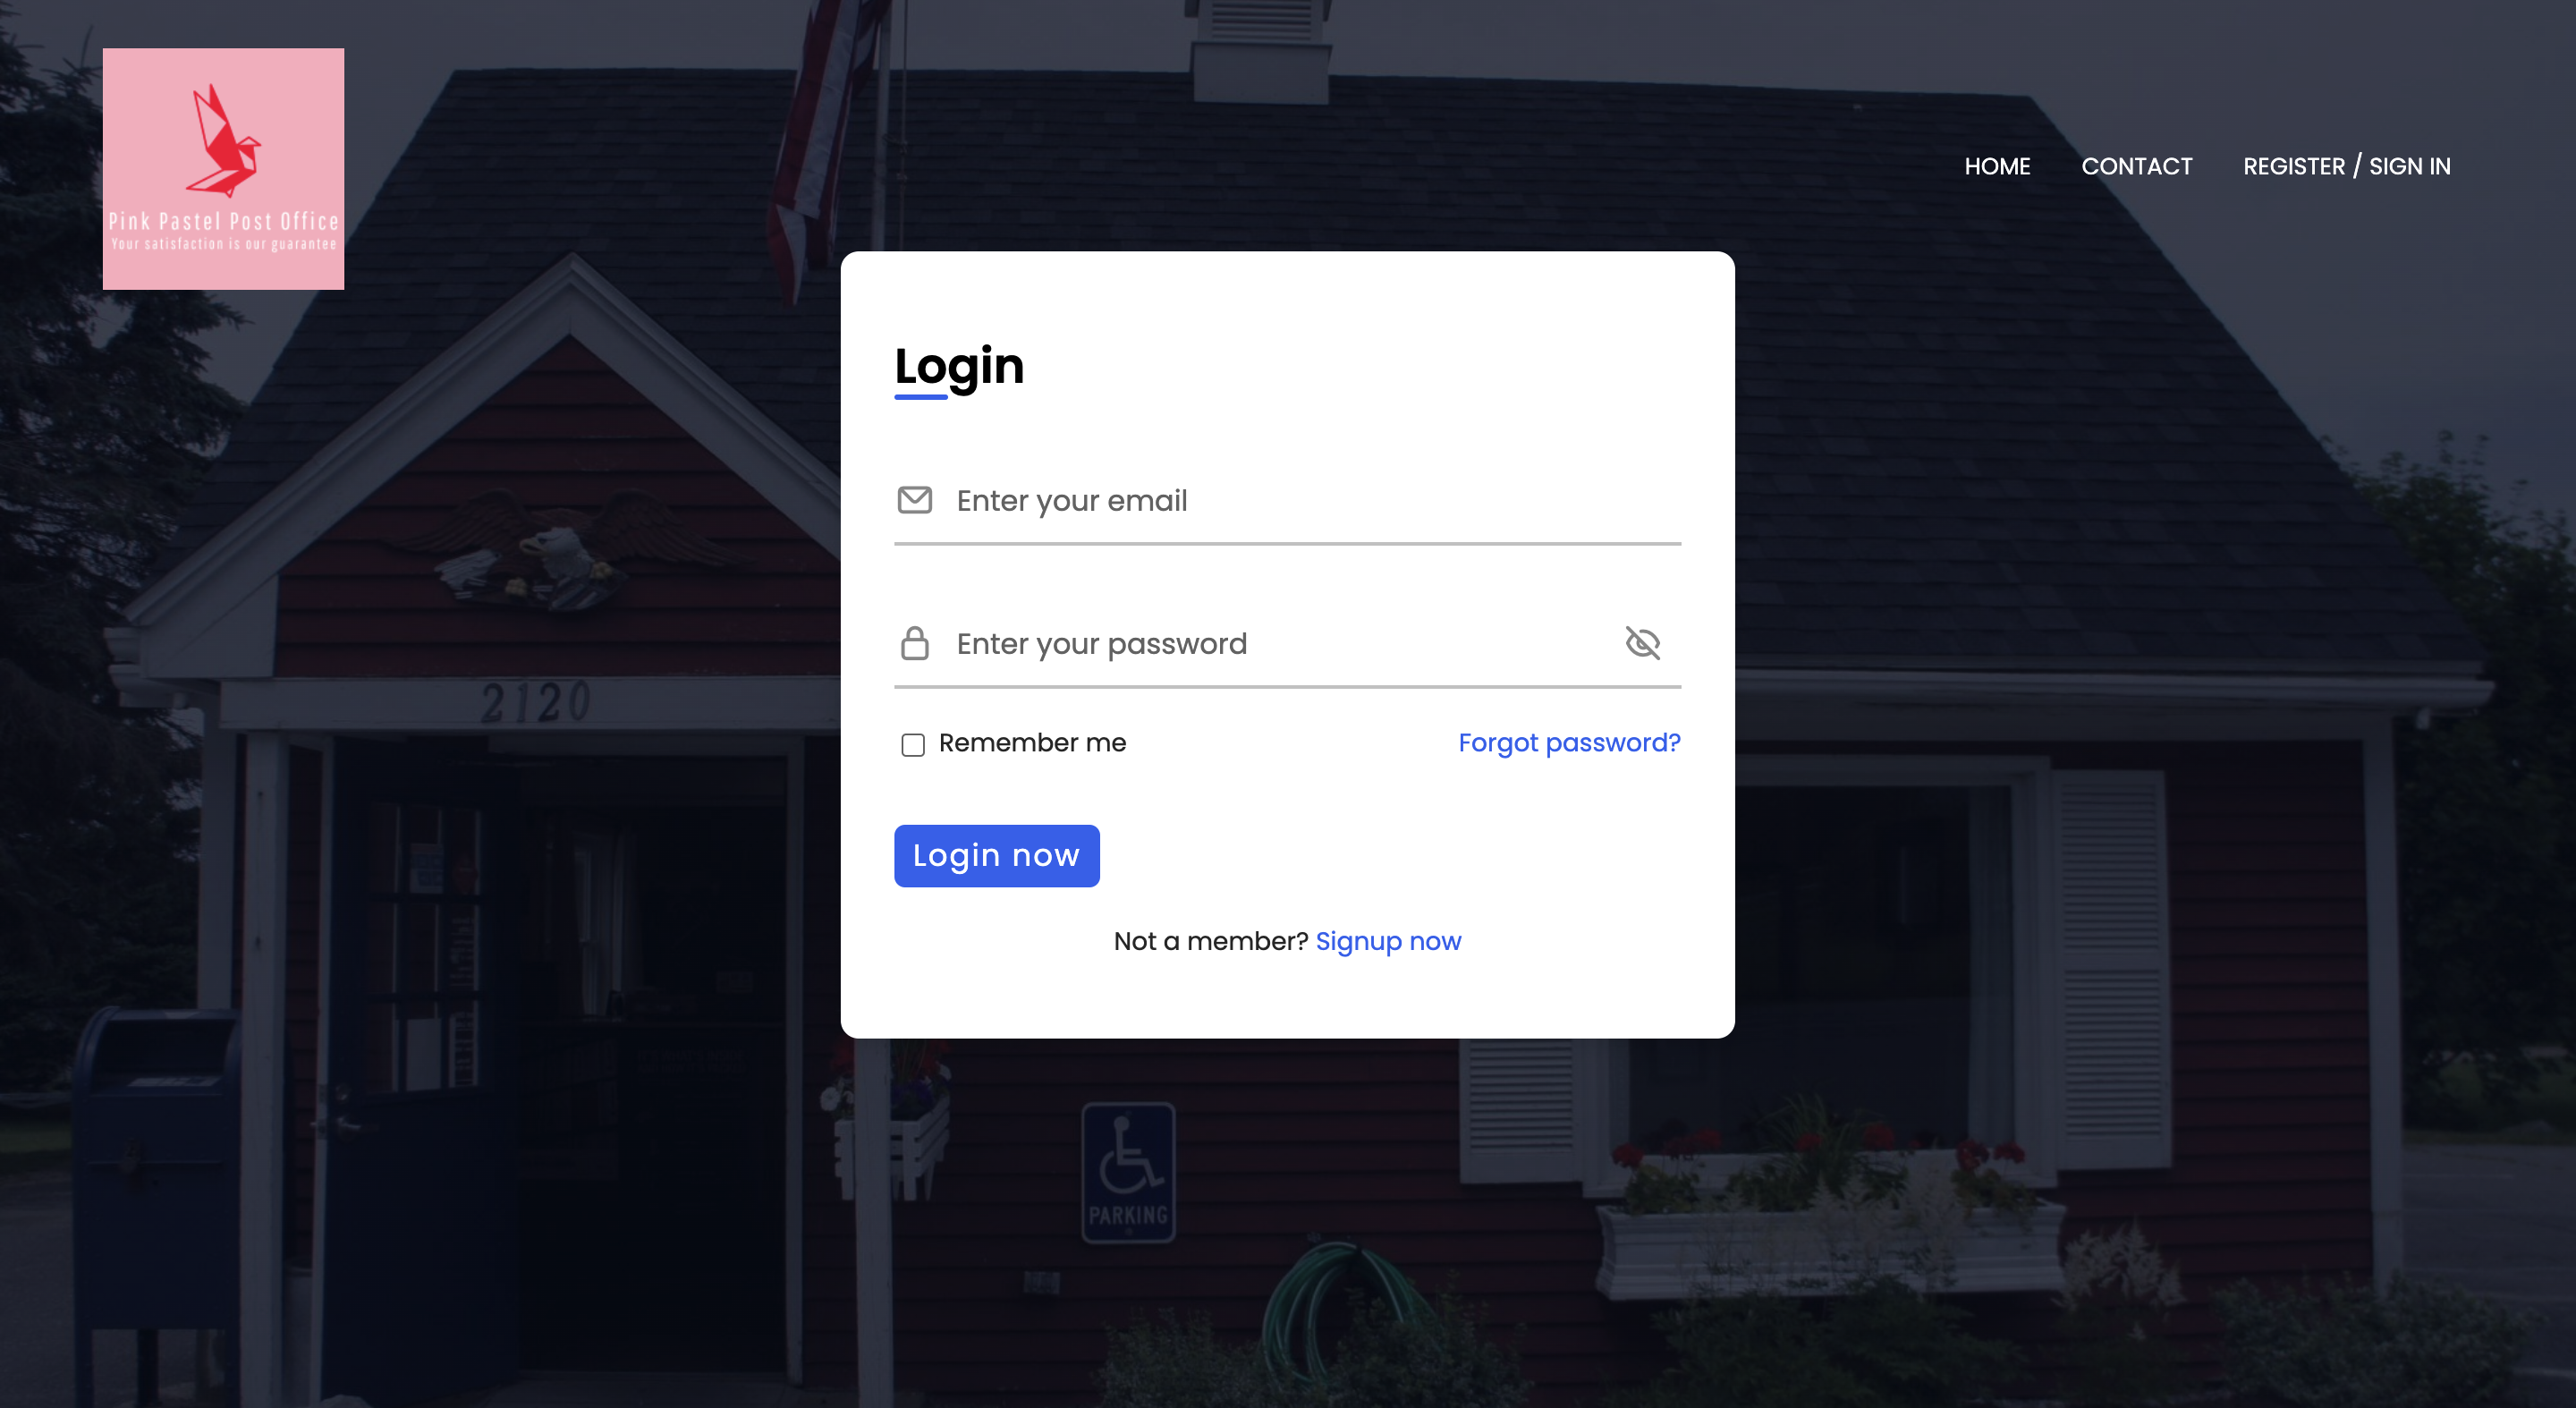 Pink Pastel Post Office
Your satisfaction is our guarantee
HOME CONTACT REGISTER / SIGN IN
Login
Enter your email
Enter your password
2120
Remember me Forgot password?
Login now
Not a member? Signup now
PARKING